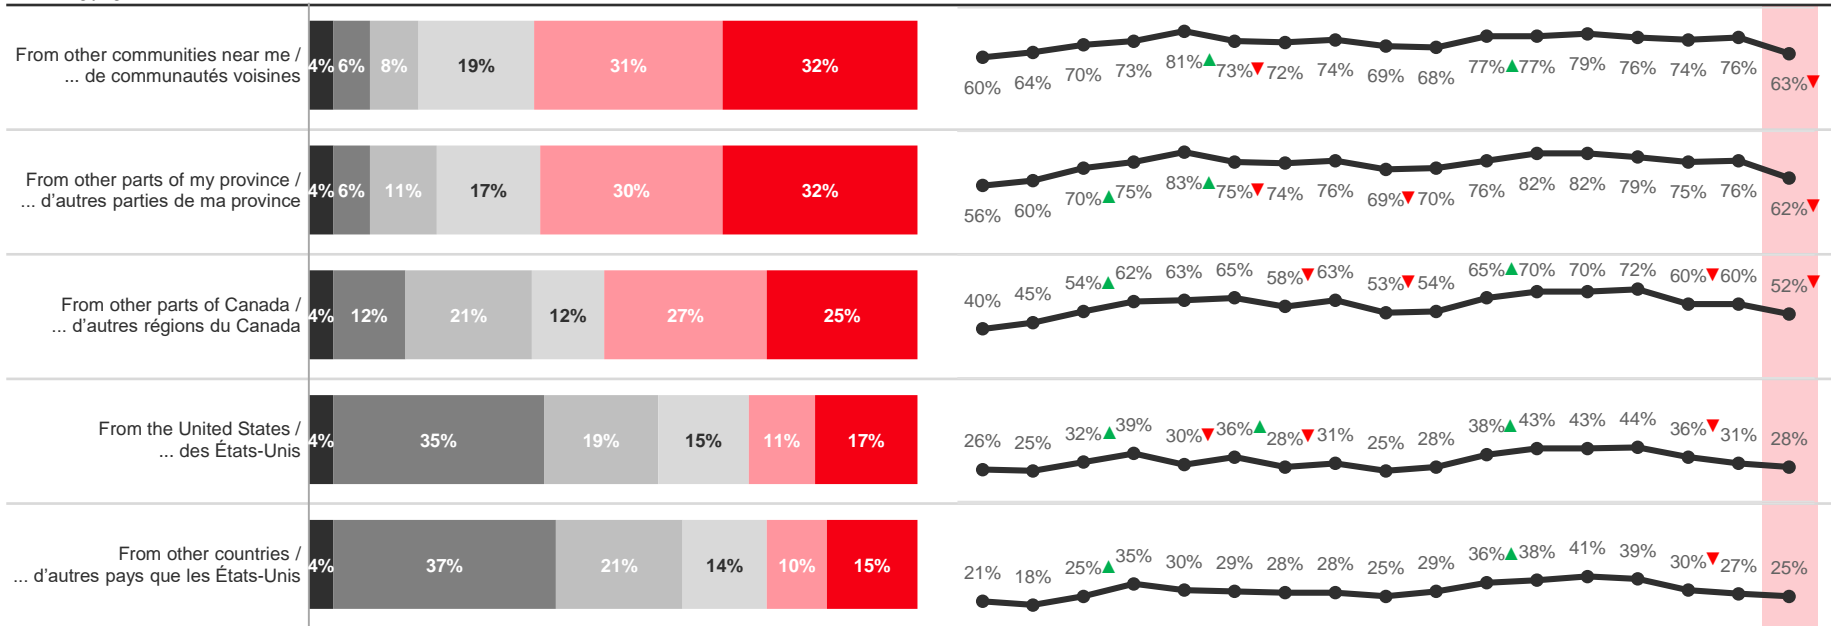 From other communities near me /
... de communautés voisines
4% 6% 8% 19% 31% 32%
60% 64% 70% 73% 81% 73% 72% 74% 69% 68% 77% 77% 79% 76% 74% 76% 63%
From other parts of my province /
... d'autres parties de ma province
4% 6% 11% 17% 30% 32%
56% 60% 70% 75% 83% 75% 74% 76% 69% 70% 76% 82% 82% 79% 75% 76% 62%
From other parts of Canada /
... d'autres régions du Canada
4% 12% 21% 12% 27% 25%
40% 45% 54% 62% 63% 65% 58% 63% 53% 54% 65% 70% 70% 72% 60% 60% 52%
From the United States /
... des États-Unis
4% 35% 19% 15% 11% 17%
26% 25% 32% 39% 30% 36% 28% 31% 25% 28% 38% 43% 43% 44% 36% 31% 28%
From other countries /
... d'autres pays que les États-Unis
4% 37% 21% 14% 10% 15%
21% 18% 25% 35% 30% 29% 28% 28% 25% 29% 36% 38% 41% 39% 30% 27% 25%